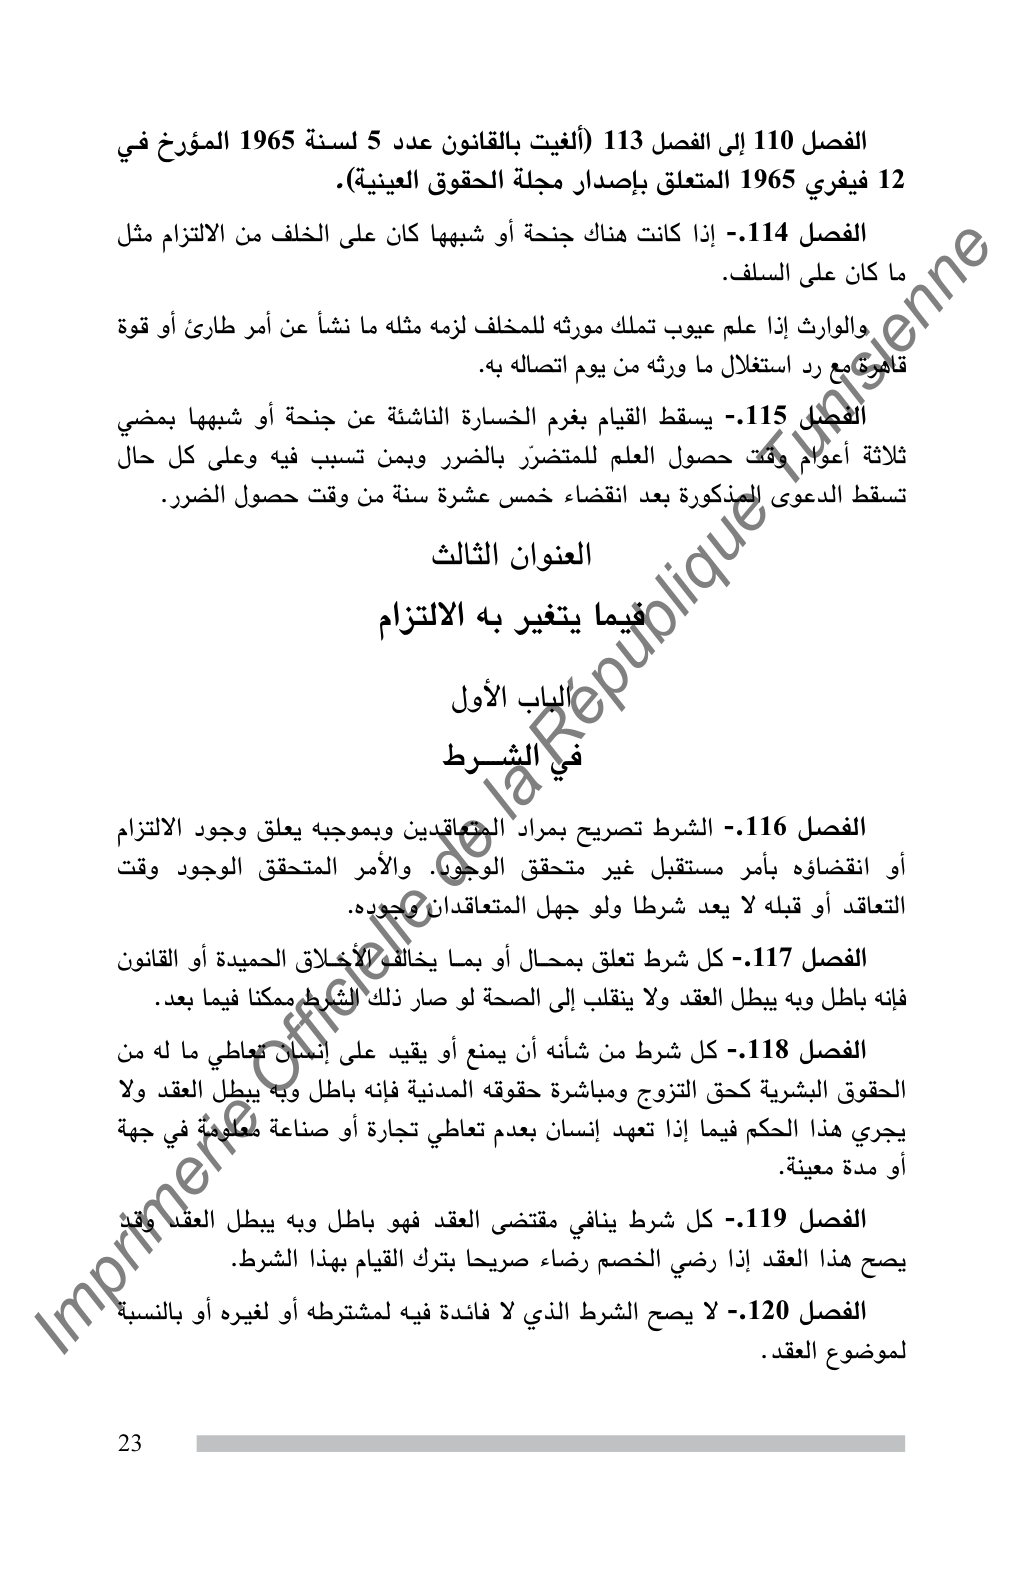 الفصل 110 إلى الفصل 113 (ألغيت بالقانون عدد 5 لسنة 1965 المؤرخ في
12 فيفري 1965 المتعلق بإصدار مجلة الحقوق العينية).
الفصل 114.- إذا كانت هناك جنحة أو شبهها كان على الخلف من الالتزام مثل
ما كان على السلف.
والوارث إذا علم عيوب تملك مورثه للمخلف لزمه مثله ما نشأ عن أمر طارئ أو قوة
قاهرة مع رد استغلال ما ورثه من يوم اتصاله به.
الفصل 115.- يسقط القيام بغرم الخسارة الناشئة عن جنحة أو شبهها بمضي
ثلاثة أعوام وقت حصول العلم للمتضرّر بالضرر وبمن تسبب فيه وعلى كل حال
تسقط الدعوى المذكورة بعد انقضاء خمس عشرة سنة من وقت حصول الضرر.
العنوان الثالث
فيما يتغير به الالتزام
الباب الأول
في الشـــرط
الفصل 116.- الشرط تصريح بمراد المتعاقدين وبموجبه يعلق وجود الالتزام
أو انقضاؤه بأمر مستقبل غير متحقق الوجود. والأمر المتحقق الوجود وقت
التعاقد أو قبله لا يعد شرطا ولو جهل المتعاقدان وجوده.
الفصل 117.- كل شرط تعلق بمحـال أو بمـا يخالف الأخـلاق الحميدة أو القانون
فإنه باطل وبه يبطل العقد ولا ينقلب إلى الصحة لو صار ذلك الشرط ممكنا فيما بعد.
الفصل 118.- كل شرط من شأنه أن يمنع أو يقيد على إنسان تعاطي ما له من
الحقوق البشرية كحق التزوج ومباشرة حقوقه المدنية فإنه باطل وبه يبطل العقد ولا
يجري هذا الحكم فيما إذا تعهد إنسان بعدم تعاطي تجارة أو صناعة معلومة في جهة
أو مدة معينة.
الفصل 119.- كل شرط ينافي مقتضى العقد فهو باطل وبه يبطل العقد وقد
يصح هذا العقد إذا رضي الخصم رضاء صريحا بترك القيام بهذا الشرط.
الفصل 120.- لا يصح الشرط الذي لا فائدة فيه لمشترطه أو لغيره أو بالنسبة
لموضوع العقد.
23
Imprimerie Officielle de la République Tunisienne